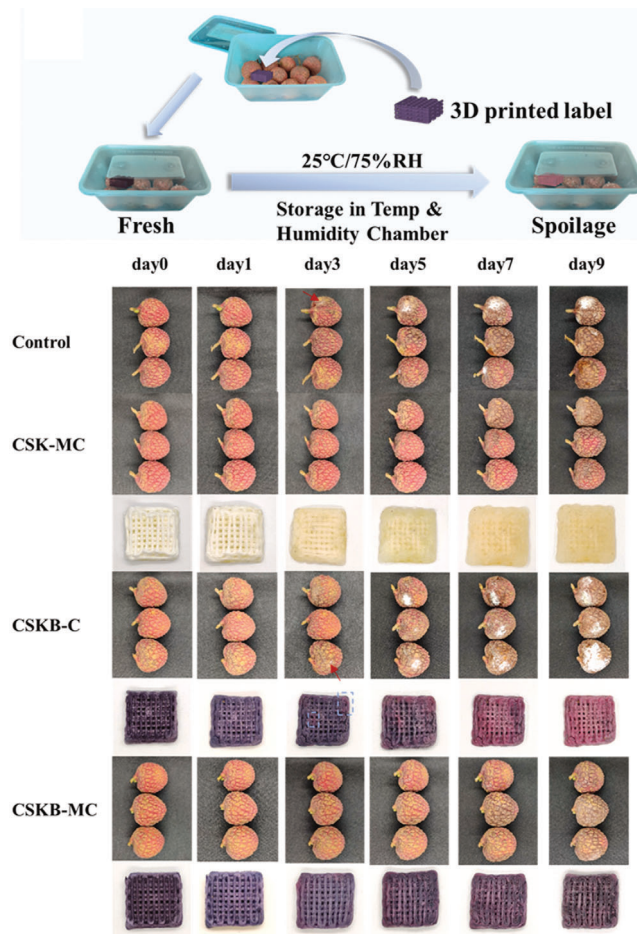 3D printed label
25℃/75%RH
Fresh
Storage in Temp &
Humidity Chamber
Spoilage
day0 day1 day3 day5 day7 day9
Control
CSK-MC
CSKB-C
CSKB-MC